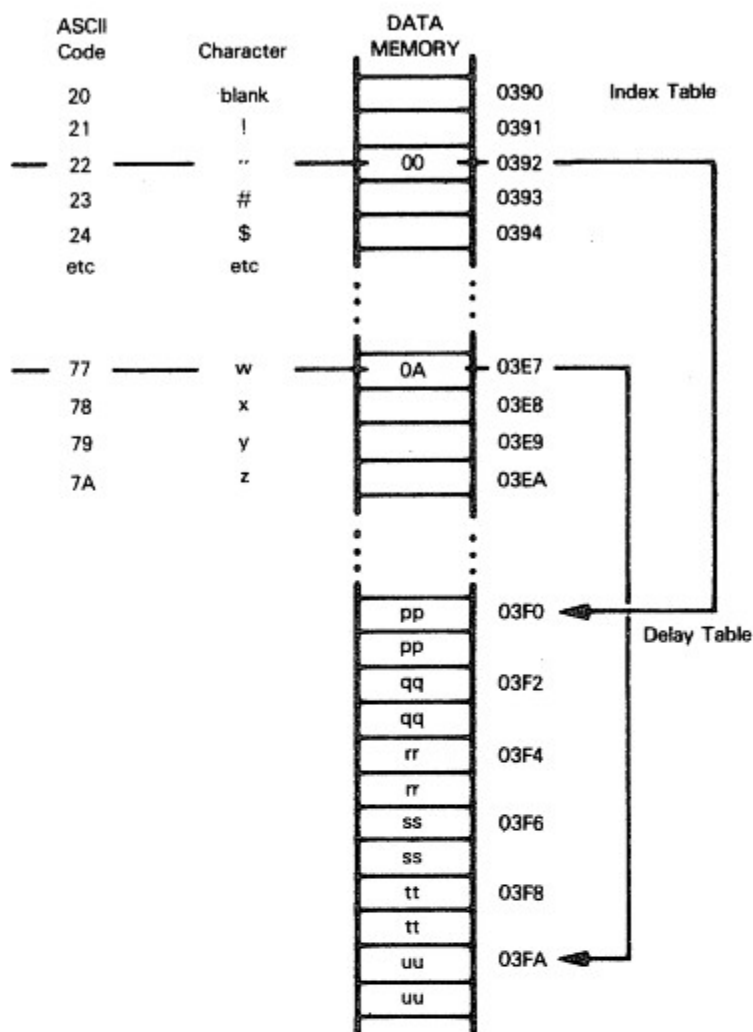 ASCII Code Character DATA MEMORY
20 blank 0390 Index Table
21 ! 0391
22 " 00 0392
23 # 0393
24 $ 0394
etc etc
77 w 0A 03E7
78 x 03E8
79 y 03E9
7A z 03EA
pp 03F0
pp Delay Table
qq 03F2
qq
rr 03F4
rr
ss 03F6
ss
tt 03F8
tt
uu 03FA
uu